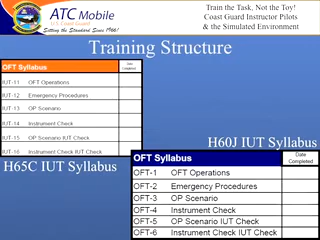 ATC Mobile
U.S. Coast Guard
Setting the Standard Since 1966!
Train the Task, Not the Toy!
Coast Guard Instructor Pilots
& the Simulated Environment
Training Structure
OFT Syllabus Date Completed
IUT-11 OFT Operations
IUT-12 Emergency Procedures
IUT-13 OP Scenario
IUT-14 Instrument Check
IUT-15 OP Scenario IUT Check
IUT-16 Instrument Check IUT Check
H65C IUT Syllabus
H60J IUT Syllabus
OFT Syllabus Date Completed
OFT-1 OFT Operations
OFT-2 Emergency Procedures
OFT-3 OP Scenario
OFT-4 Instrument Check
OFT-5 OP Scenario IUT Check
OFT-6 Instrument Check IUT Check